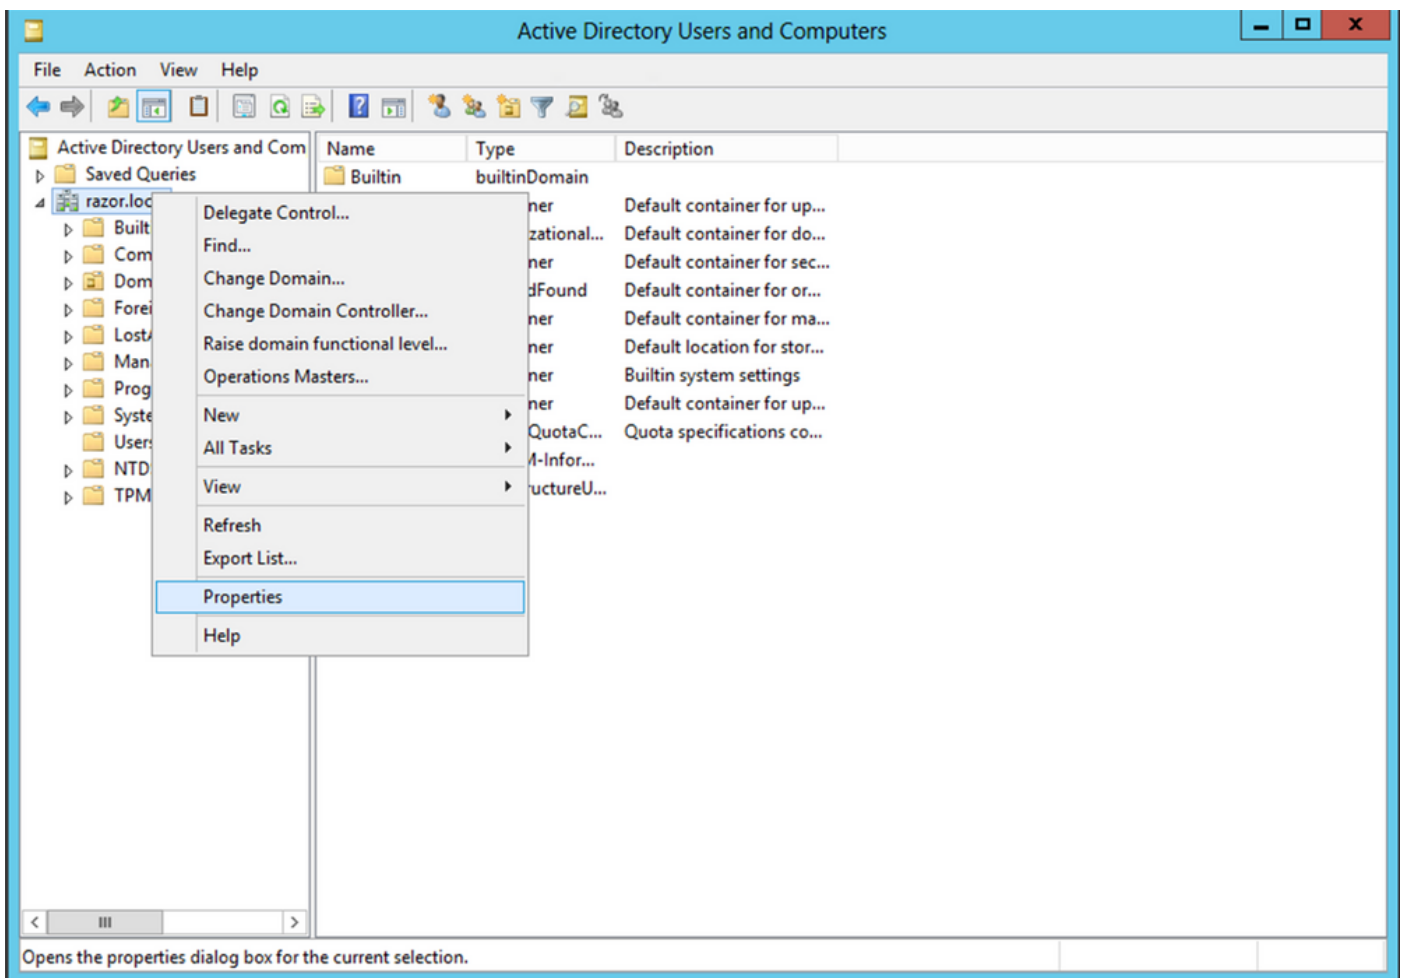 Active Directory Users and Computers
File Action View Help
Active Directory Users and Com
Saved Queries
razor.loc
Built
Com
Dom
Forei
Lost
Man
Prog
Syste
Users
NTD
TPM
Name Type Description
Builtin builtinDomain
ner Default container for up...
zational... Default container for do...
ner Default container for sec...
dFound Default container for or...
ner Default container for ma...
ner Default location for stor...
ner Builtin system settings
ner Default container for up...
QuotaC... Quota specifications co...
M-Infor...
ructureU...
Delegate Control...
Find...
Change Domain...
Change Domain Controller...
Raise domain functional level...
Operations Masters...
New
All Tasks
View
Refresh
Export List...
Properties
Help
Opens the properties dialog box for the current selection.